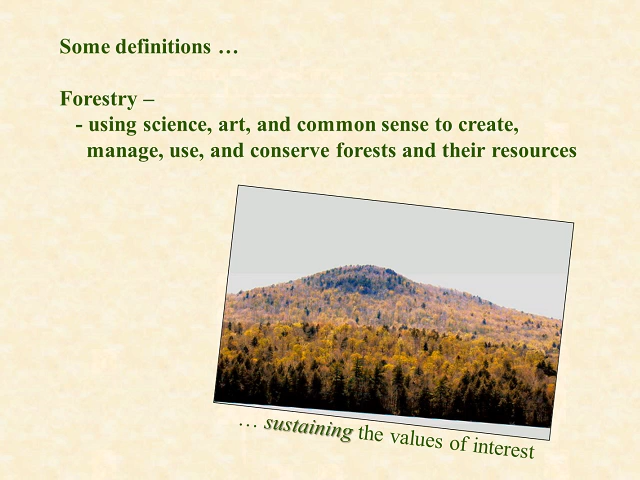 Some definitions …
Forestry –
- using science, art, and common sense to create,
manage, use, and conserve forests and their resources
… sustaining the values of interest